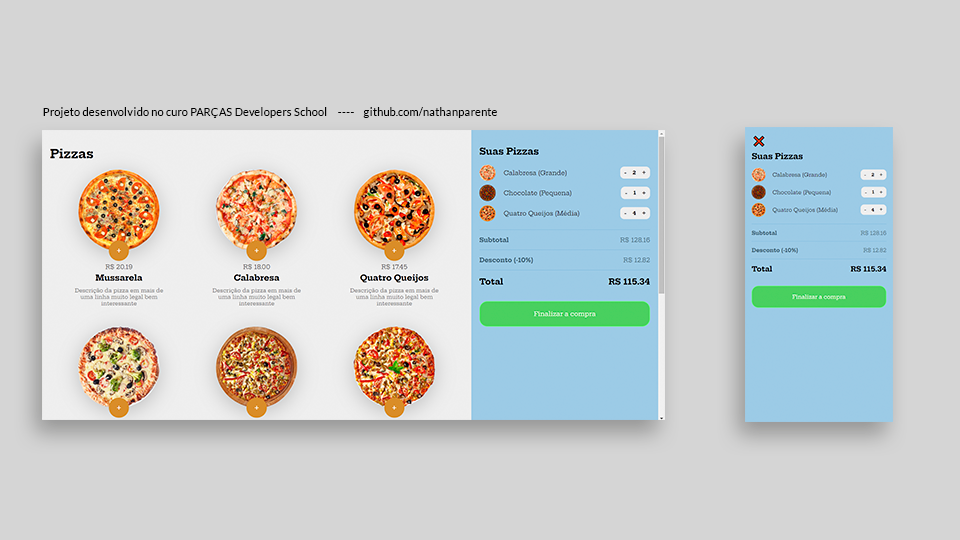 Projeto desenvolvido no curo PARÇAS Developers School ---- github.com/nathanparente
Pizzas
+
+
+
R$ 20.19
R$ 18.00
R$ 17.45
Mussarela
Calabresa
Quatro Queijos
Descrição da pizza em mais de
uma linha muito legal bem
interessante
Descrição da pizza em mais de
uma linha muito legal bem
interessante
Descrição da pizza em mais de
uma linha muito legal bem
interessante
+
+
+
Suas Pizzas
Calabresa (Grande) - 2 +
Chocolate (Pequena) - 1 +
Quatro Queijos (Média) - 4 +
Subtotal R$ 128.16
Desconto (-10%) R$ 12.82
Total R$ 115.34
Finalizar a compra
Suas Pizzas
Calabresa (Grande) - 2 +
Chocolate (Pequena) - 1 +
Quatro Queijos (Média) - 4 +
Subtotal R$ 128.16
Desconto (-10%) R$ 12.82
Total R$ 115.34
Finalizar a compra